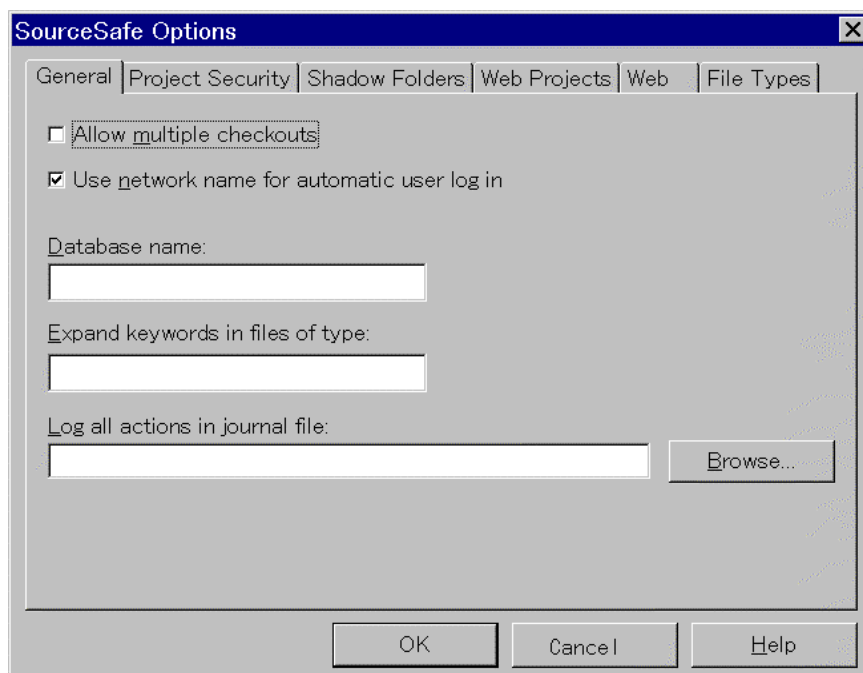 SourceSafe Options
General Project Security Shadow Folders Web Projects Web File Types
Allow multiple checkouts
Use network name for automatic user log in
Database name:
Expand keywords in files of type:
Log all actions in journal file:
Browse...
OK Cancel Help